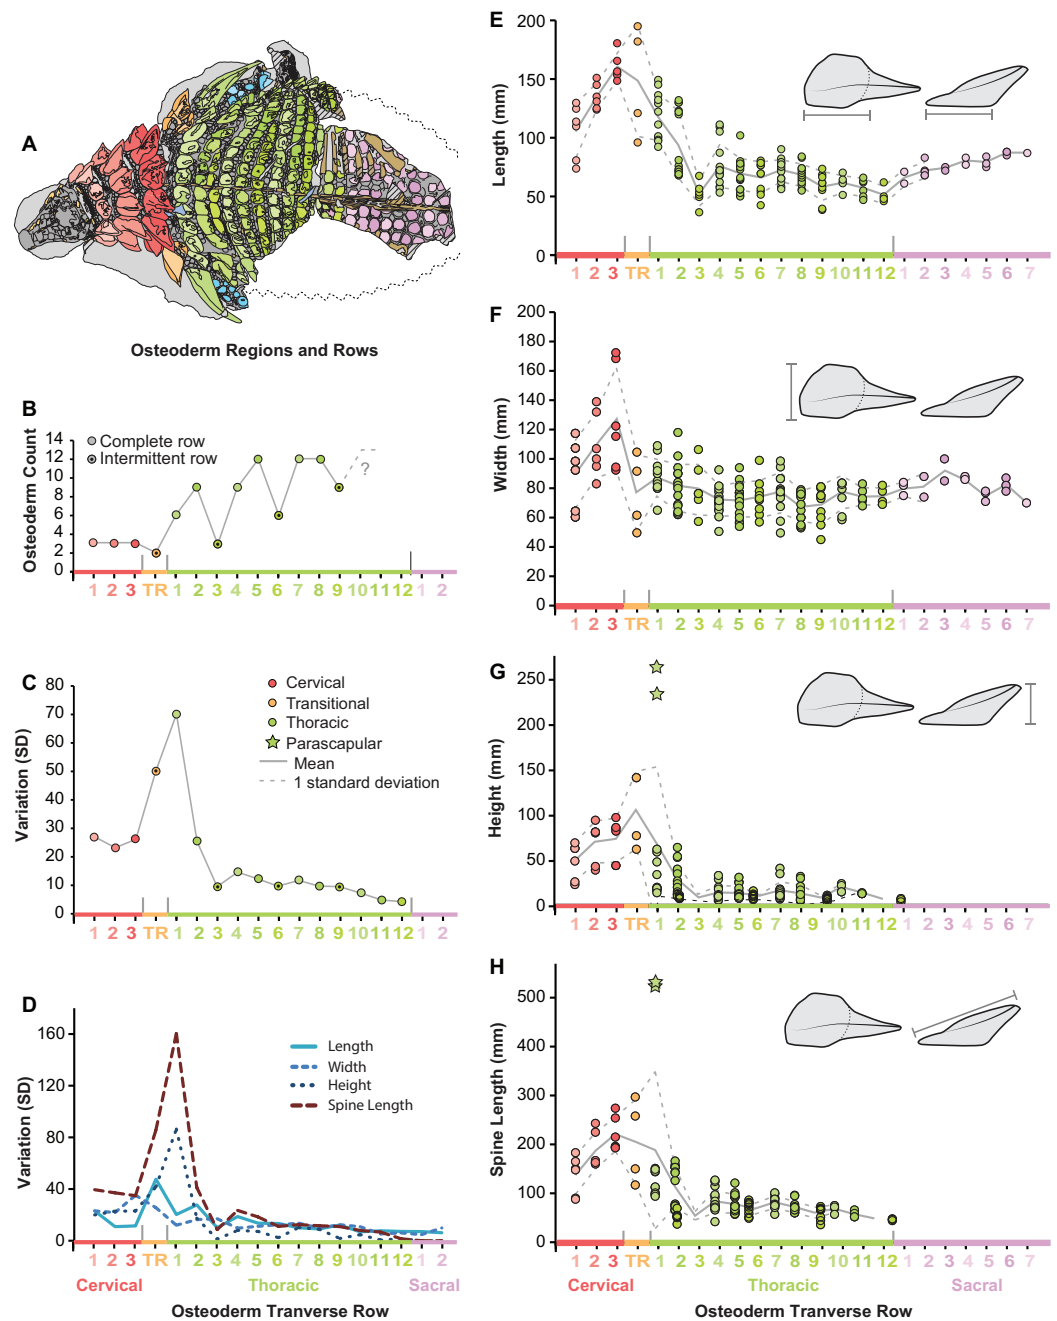 A
Osteoderm Regions and Rows
B
Osteoderm Count
14
12
10
8
6
4
2
0
Complete row
Intermittent row
?
1 2 3 TR 1 2 3 4 5 6 7 8 9 10 11 12 1 2
C
Variation (SD)
80
70
60
50
40
30
20
10
0
Cervical
Transitional
Thoracic
Parascapular
Mean
1 standard deviation
1 2 3 TR 1 2 3 4 5 6 7 8 9 10 11 12 1 2
D
Variation (SD)
160
120
80
40
0
Length
Width
Height
Spine Length
1 2 3 TR 1 2 3 4 5 6 7 8 9 10 11 12 1 2
Cervical Thoracic Sacral
Osteoderm Tranverse Row
E
Length (mm)
200
150
100
50
0
1 2 3 TR 1 2 3 4 5 6 7 8 9 10 11 12 1 2 3 4 5 6 7
F
Width (mm)
200
180
160
140
120
100
80
60
40
20
0
1 2 3 TR 1 2 3 4 5 6 7 8 9 10 11 12 1 2 3 4 5 6 7
G
Height (mm)
250
200
150
100
50
0
1 2 3 TR 1 2 3 4 5 6 7 8 9 10 11 12 1 2 3 4 5 6 7
H
Spine Length (mm)
500
400
300
200
100
0
1 2 3 TR 1 2 3 4 5 6 7 8 9 10 11 12 1 2 3 4 5 6 7
Cervical Thoracic Sacral
Osteoderm Tranverse Row